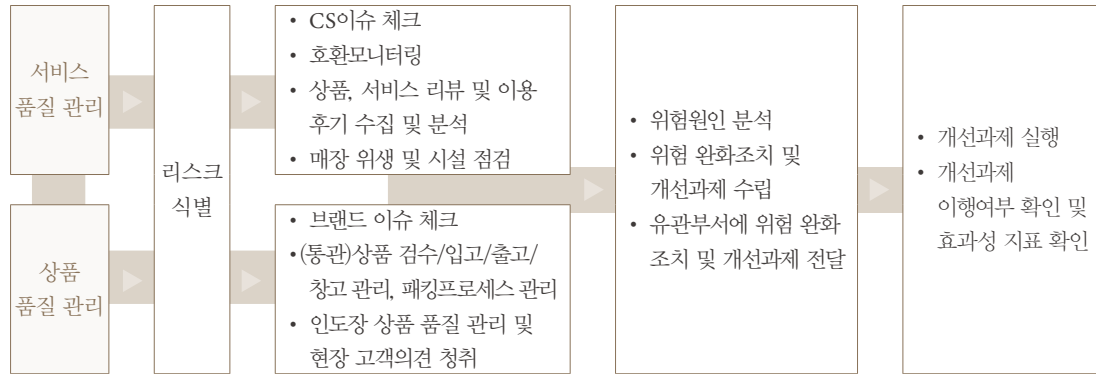 서비스
품질 관리
상품
품질 관리
리스크
식별
• CS이슈 체크
• 호환모니터링
• 상품, 서비스 리뷰 및 이용
후기 수집 및 분석
• 매장 위생 및 시설 점검
• 브랜드 이슈 체크
•(통관)상품 검수/입고/출고/
창고 관리, 패킹프로세스 관리
• 인도장 상품 품질 관리 및
현장 고객의견 청취
• 위험원인 분석
• 위험 완화조치 및
개선과제 수립
• 유관부서에 위험 완화
조치 및 개선과제 전달
• 개선과제 실행
• 개선과제
이행여부 확인 및
효과성 지표 확인